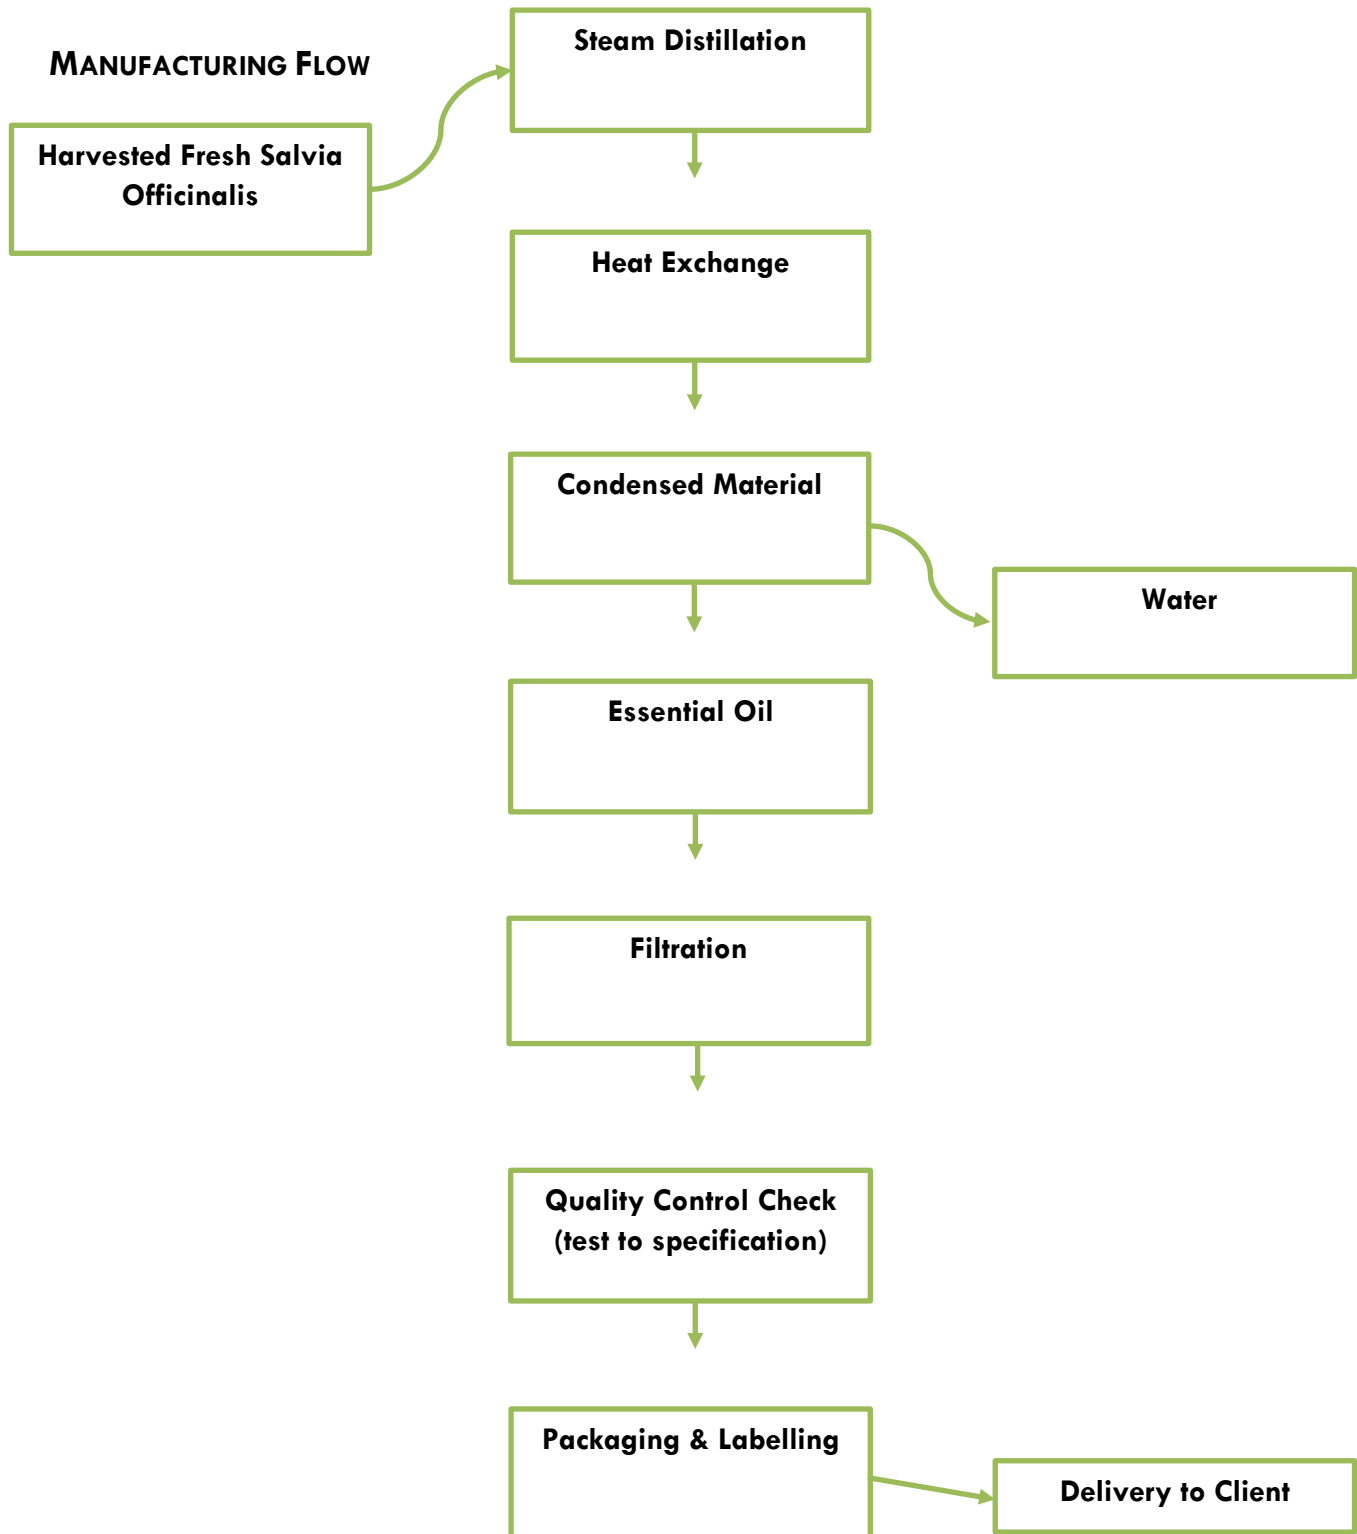 MANUFACTURING FLOW
Steam Distillation
Harvested Fresh Salvia
Officinalis
Heat Exchange
Condensed Material
Water
Essential Oil
Filtration
Quality Control Check
(test to specification)
Packaging & Labelling
Delivery to Client